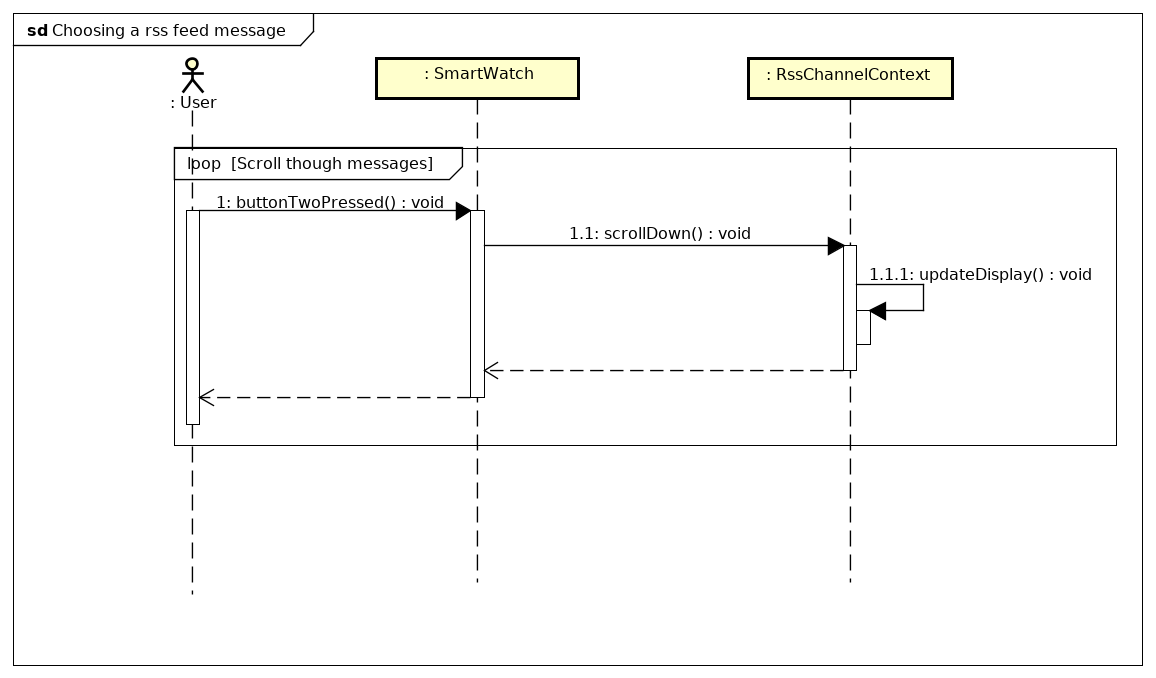 sd Choosing a rss feed message
: User
: SmartWatch
: RssChannelContext
loop [Scroll though messages]
1: buttonTwoPressed() : void
1.1: scrollDown() : void
1.1.1: updateDisplay() : void